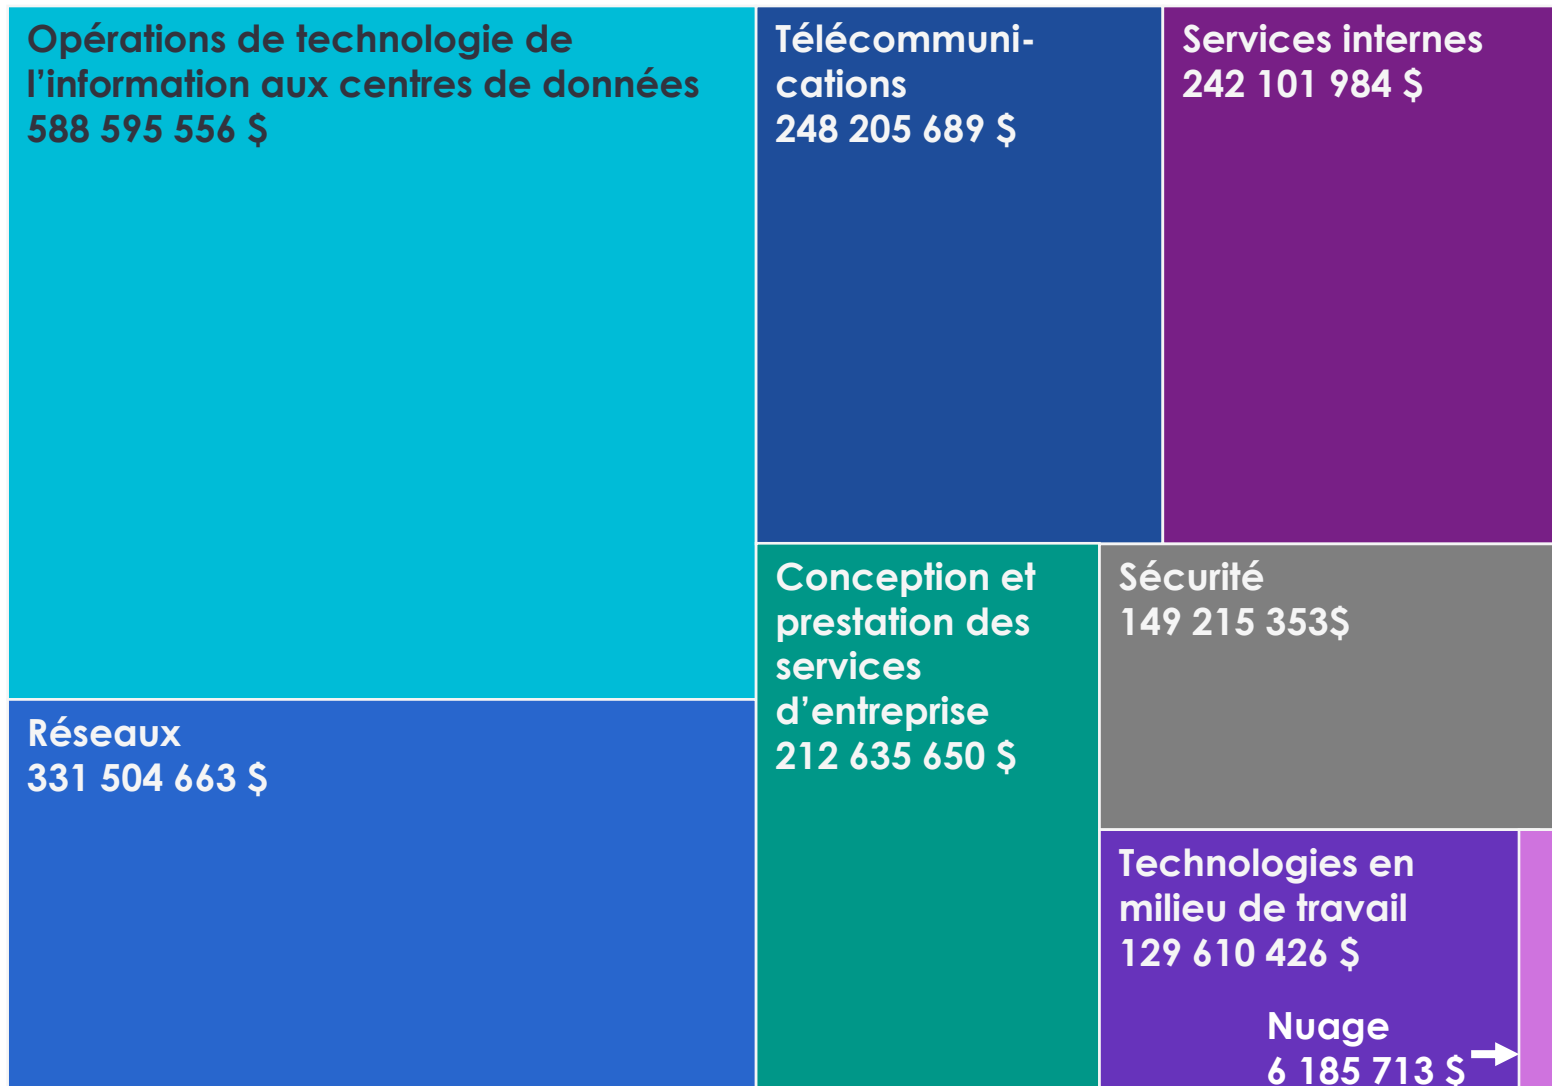 Opérations de technologie de
l’information aux centres de données
588 595 556 $
Télécommuni-
cations
248 205 689 $
Services internes
242 101 984 $
Réseaux
331 504 663 $
Conception et
prestation des
services
d’entreprise
212 635 650 $
Sécurité
149 215 353$
Technologies en
milieu de travail
129 610 426 $
Nuage
6 185 713 $